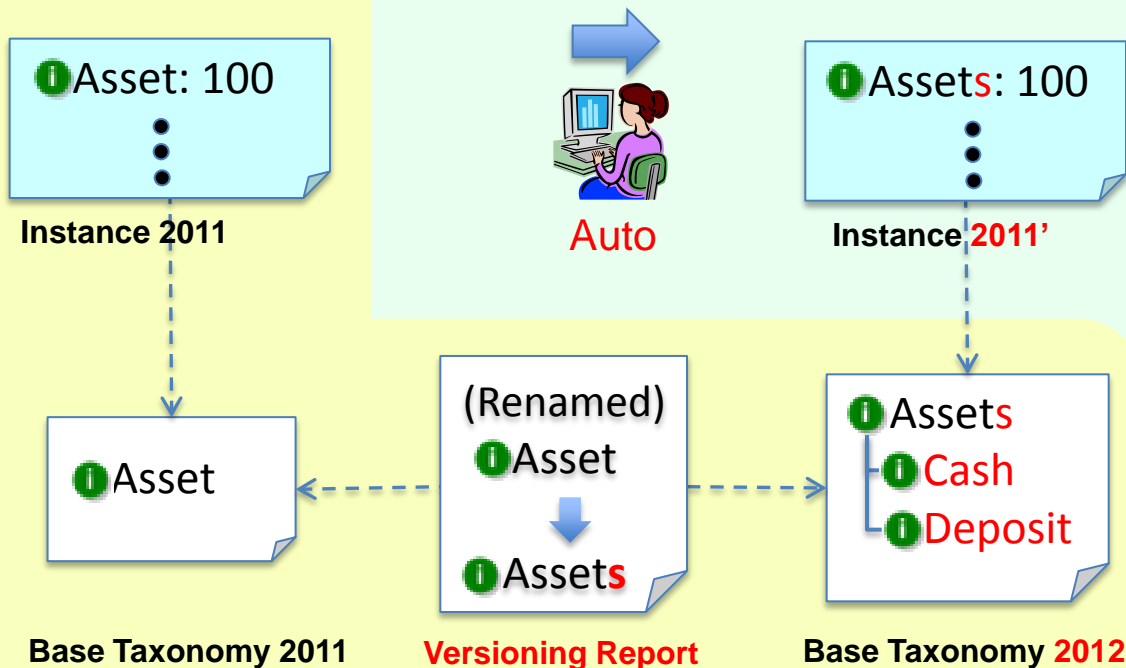 Asset: 100
Instance 2011
Auto
Assets: 100
Instance 2011’
Asset
Base Taxonomy 2011
(Renamed)
Asset
Assets
Versioning Report
Assets
Cash
Deposit
Base Taxonomy 2012